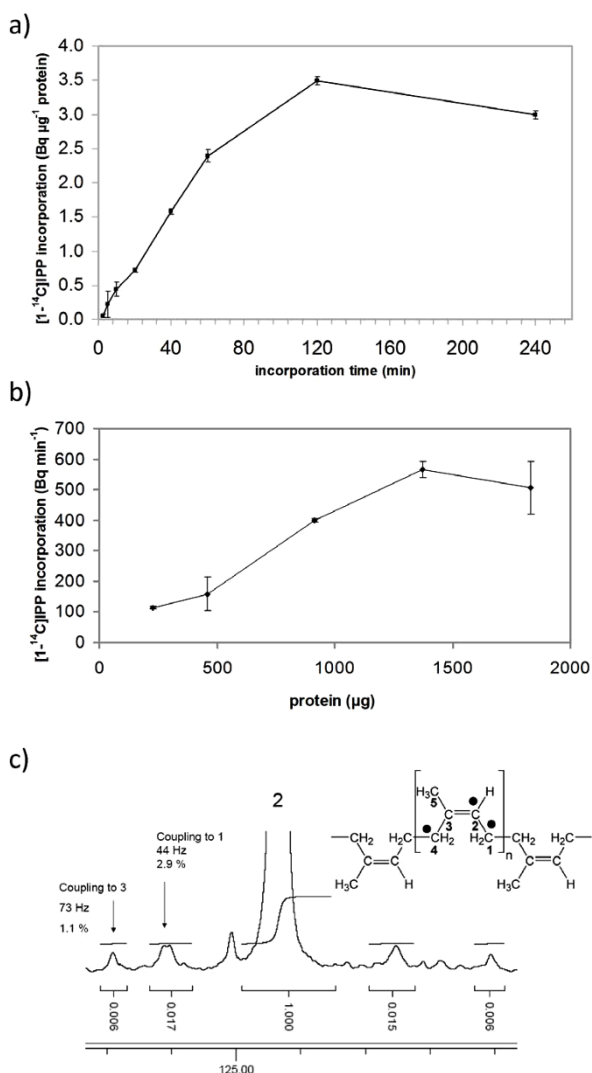 a)
[1-¹⁴C]IPP incorporation (Bq µg⁻¹ protein)
4.0
3.5
3.0
2.5
2.0
1.5
1.0
0.5
0.0
0 40 80 120 160 200 240
incorporation time (min)
b)
[1-¹⁴C]IPP incorporation (Bq min⁻¹)
700
600
500
400
300
200
100
0
0 500 1000 1500 2000
protein (µg)
c)
2
Coupling to 1
44 Hz
2.9 %
Coupling to 3
73 Hz
1.1 %
H₃C 5 H
3 C=C 2
CH₂ H₂C 4 CH₂ H₂C 1 n CH₂ H₂C
C=C C=C
H₃C H H₃C H
0.006 0.017 1.000 0.015 0.006
125.00